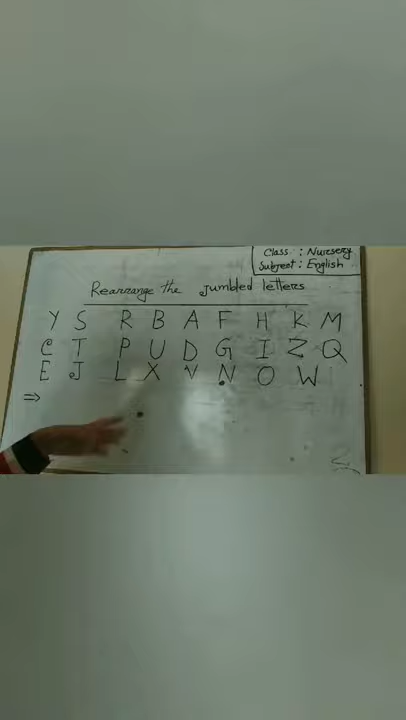 Class : Nursery
Subject : English
Rearrange the jumbled letters
Y S R B A F H K M
C T P U D G I Z Q
E J L X V N O W
⇒